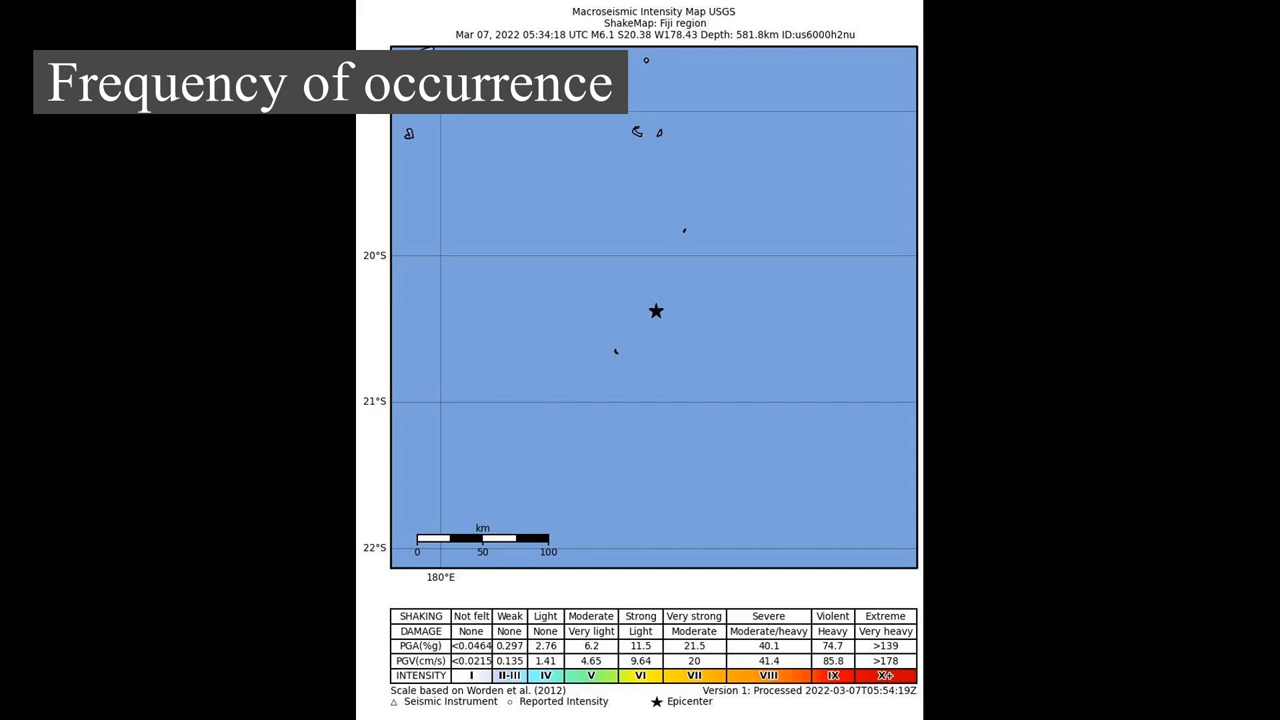 Macroseismic Intensity Map USGS
ShakeMap: Fiji region
Mar 07, 2022 05:34:18 UTC M6.1 S20.38 W178.43 Depth: 581.8km ID:us6000h2nu
Frequency of occurrence
20°S
21°S
22°S
km
0 50 100
180°E
SHAKING Not felt Weak Light Moderate Strong Very strong Severe Violent Extreme
DAMAGE None None None Very light Light Moderate Moderate/heavy Heavy Very heavy
PGA(%g) <0.0464 0.297 2.76 6.2 11.5 21.5 40.1 74.7 >139
PGV(cm/s) <0.0215 0.135 1.41 4.65 9.64 20 41.4 85.8 >178
INTENSITY I II-III IV V VI VII VIII IX X+
Scale based on Worden et al. (2012) Version 1: Processed 2022-03-07T05:54:19Z
△ Seismic Instrument ○ Reported Intensity ★ Epicenter